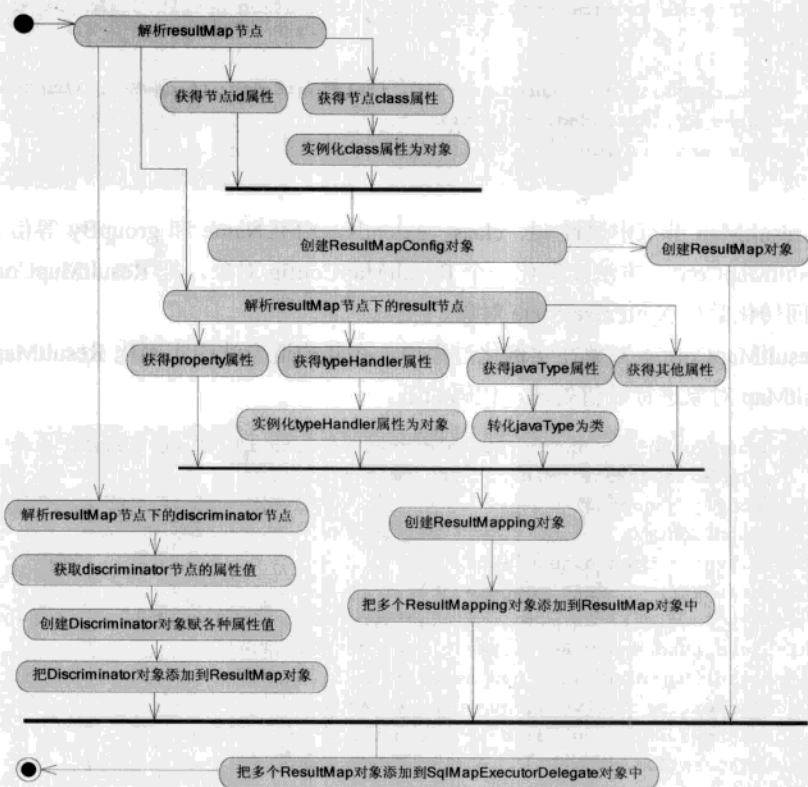 解析resultMap节点
获得节点id属性
获得节点class属性
实例化class属性为对象
创建ResultMapConfig对象
创建ResultMap对象
解析resultMap节点下的result节点
获得property属性
获得typeHandler属性
获得javaType属性
获得其他属性
实例化typeHandler属性为对象
转化javaType为类
解析resultMap节点下的discriminator节点
创建ResultMapping对象
获取discriminator节点的属性值
把多个ResultMapping对象添加到ResultMap对象中
创建Discriminator对象赋各种属性值
把Discriminator对象添加到ResultMap对象
把多个ResultMap对象添加到SqlMapExecutorDelegate对象中